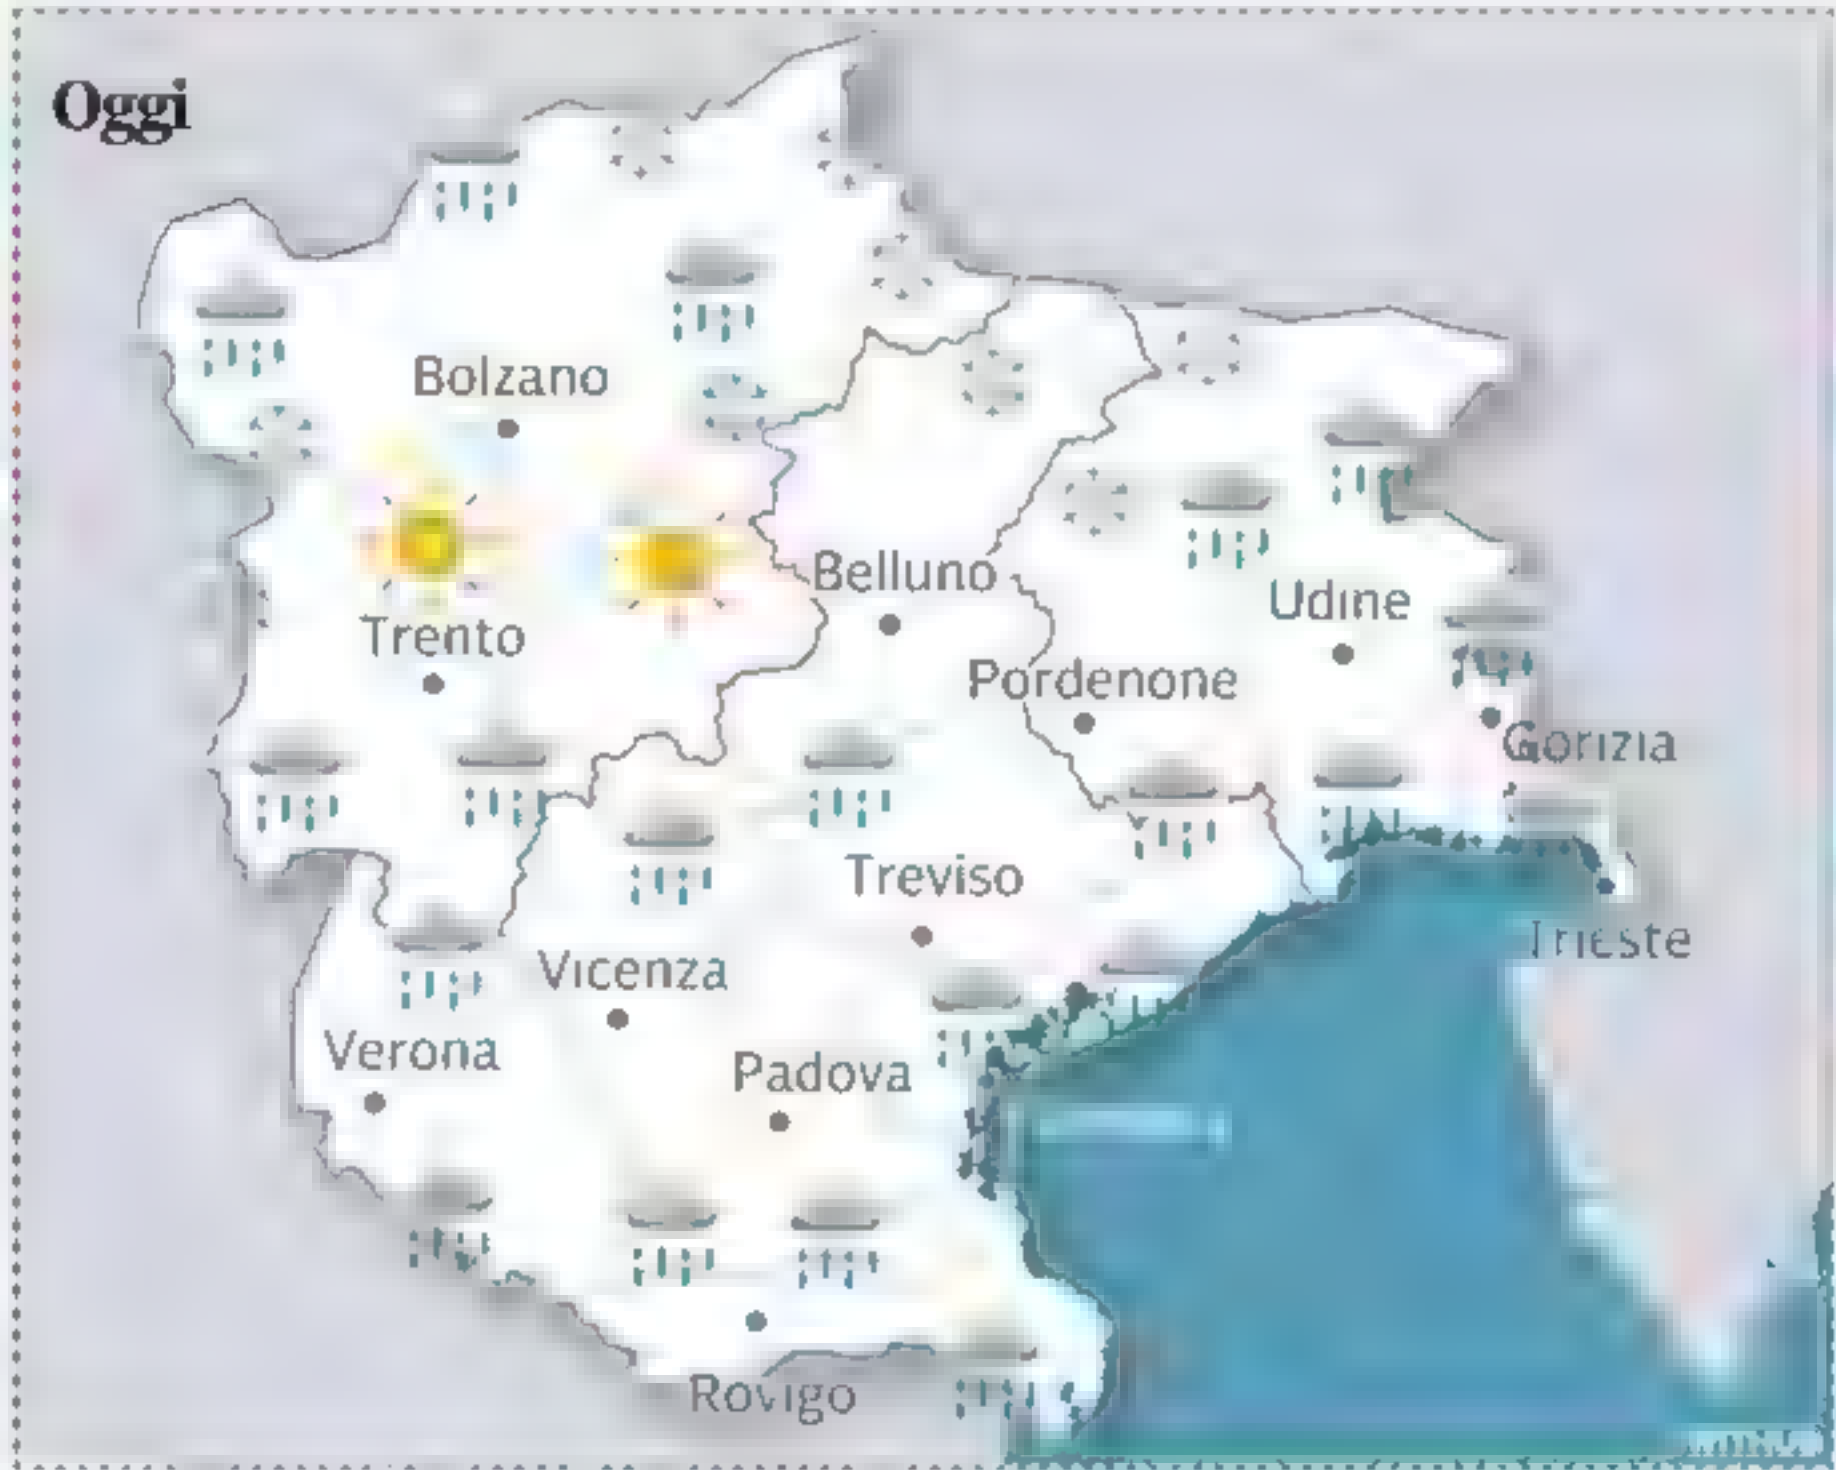 Oggi
Bolzano
Belluno
Udine
Trento
Pordenone
Gorizia
Treviso
Trieste
Vicenza
Verona
Padova
Rovigo